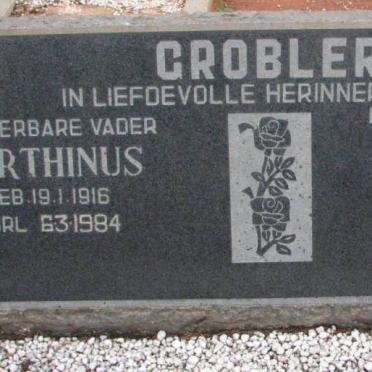 GROBLER
IN LIEFDEVOLLE HERINNER
ERBARE VADER
RTHINUS
EB. 19.1.1916
RL 6.3.1984